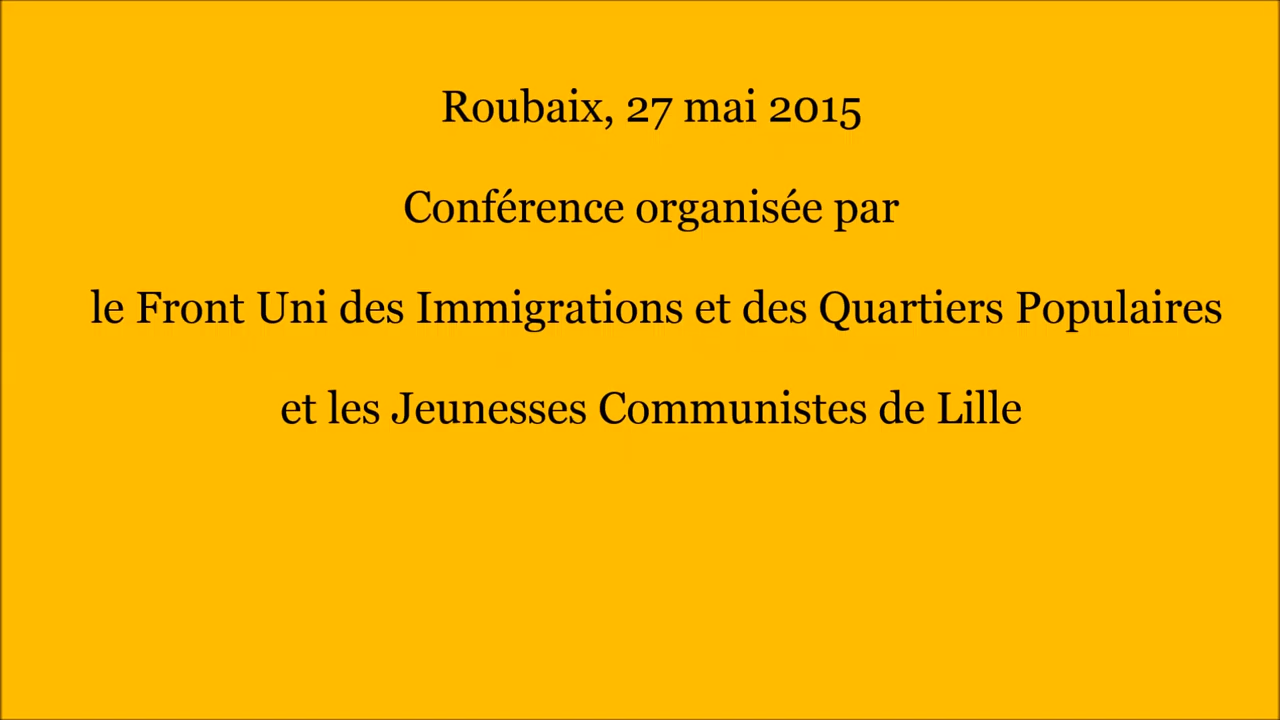 Roubaix, 27 mai 2015
Conférence organisée par
le Front Uni des Immigrations et des Quartiers Populaires
et les Jeunesses Communistes de Lille